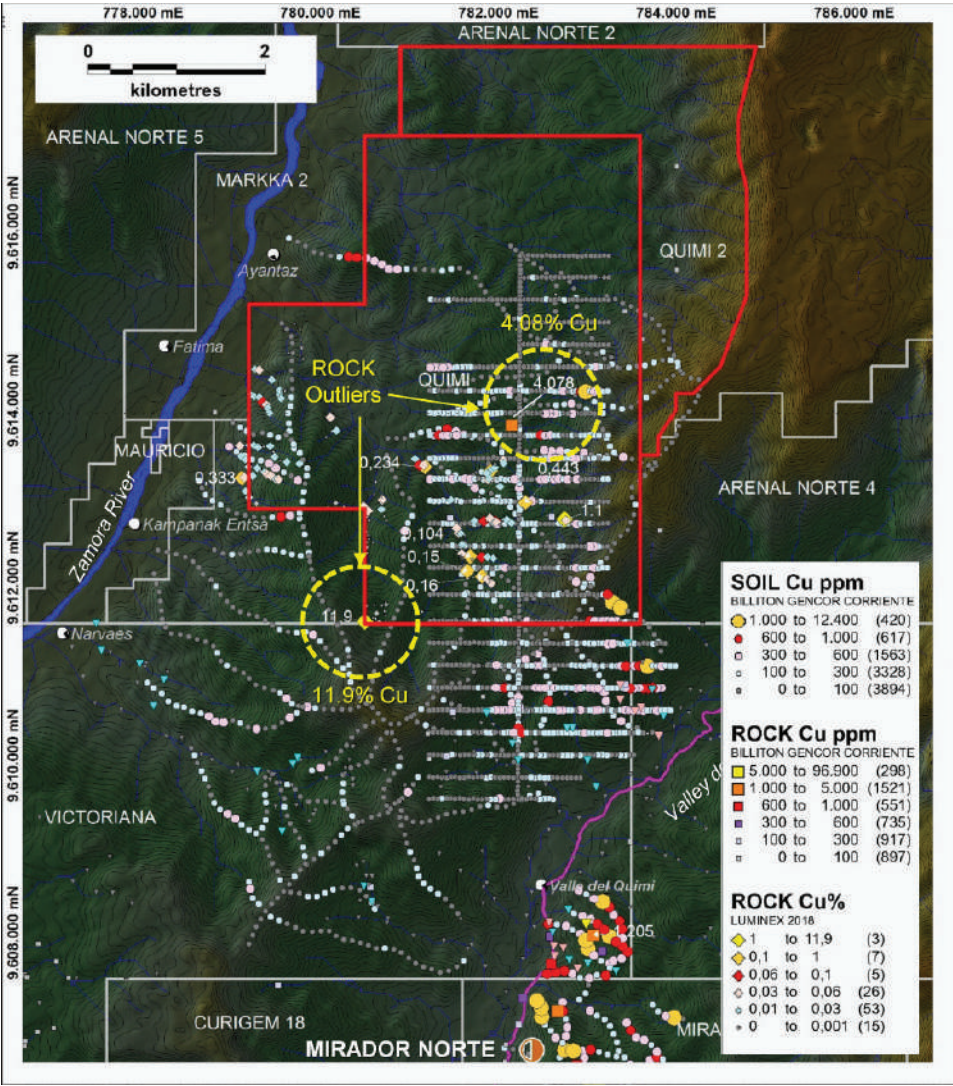 778.000 mE 780.000 mE 782.000 mE 784.000 mE 786.000 mE
ARENAL NORTE 2
0 2
kilometres
ARENAL NORTE 5
MARKKA 2
9.616.000 mN
QUIMI 2
Ayantaz
4.08% Cu
Fatima
ROCK
Outliers
QUIMI
4.078
9.614.000 mN
MAURICIO
0,234
0,443
0,333
ARENAL NORTE 4
1.1
Kampanak Entsa
Zamora River
0,104
0,15
0,16
9.612.000 mN
11,9
Narvaes
11.9% Cu
9.610.000 mN
VICTORIANA
Valley de
Valle del Quimi
9.608.000 mN
1.205
CURIGEM 18
MIRA
MIRADOR NORTE
SOIL Cu ppm
BILLITON GENCOR CORRIENTE
1.000 to 12.400 (420)
600 to 1.000 (617)
300 to 600 (1563)
100 to 300 (3328)
0 to 100 (3894)
ROCK Cu ppm
BILLITON GENCOR CORRIENTE
5.000 to 96.900 (298)
1.000 to 5.000 (1521)
600 to 1.000 (551)
300 to 600 (735)
100 to 300 (917)
0 to 100 (897)
ROCK Cu%
LUMINEX 2018
1 to 11,9 (3)
0,1 to 1 (7)
0,06 to 0,1 (5)
0,03 to 0,06 (26)
0,01 to 0,03 (53)
0 to 0,001 (15)